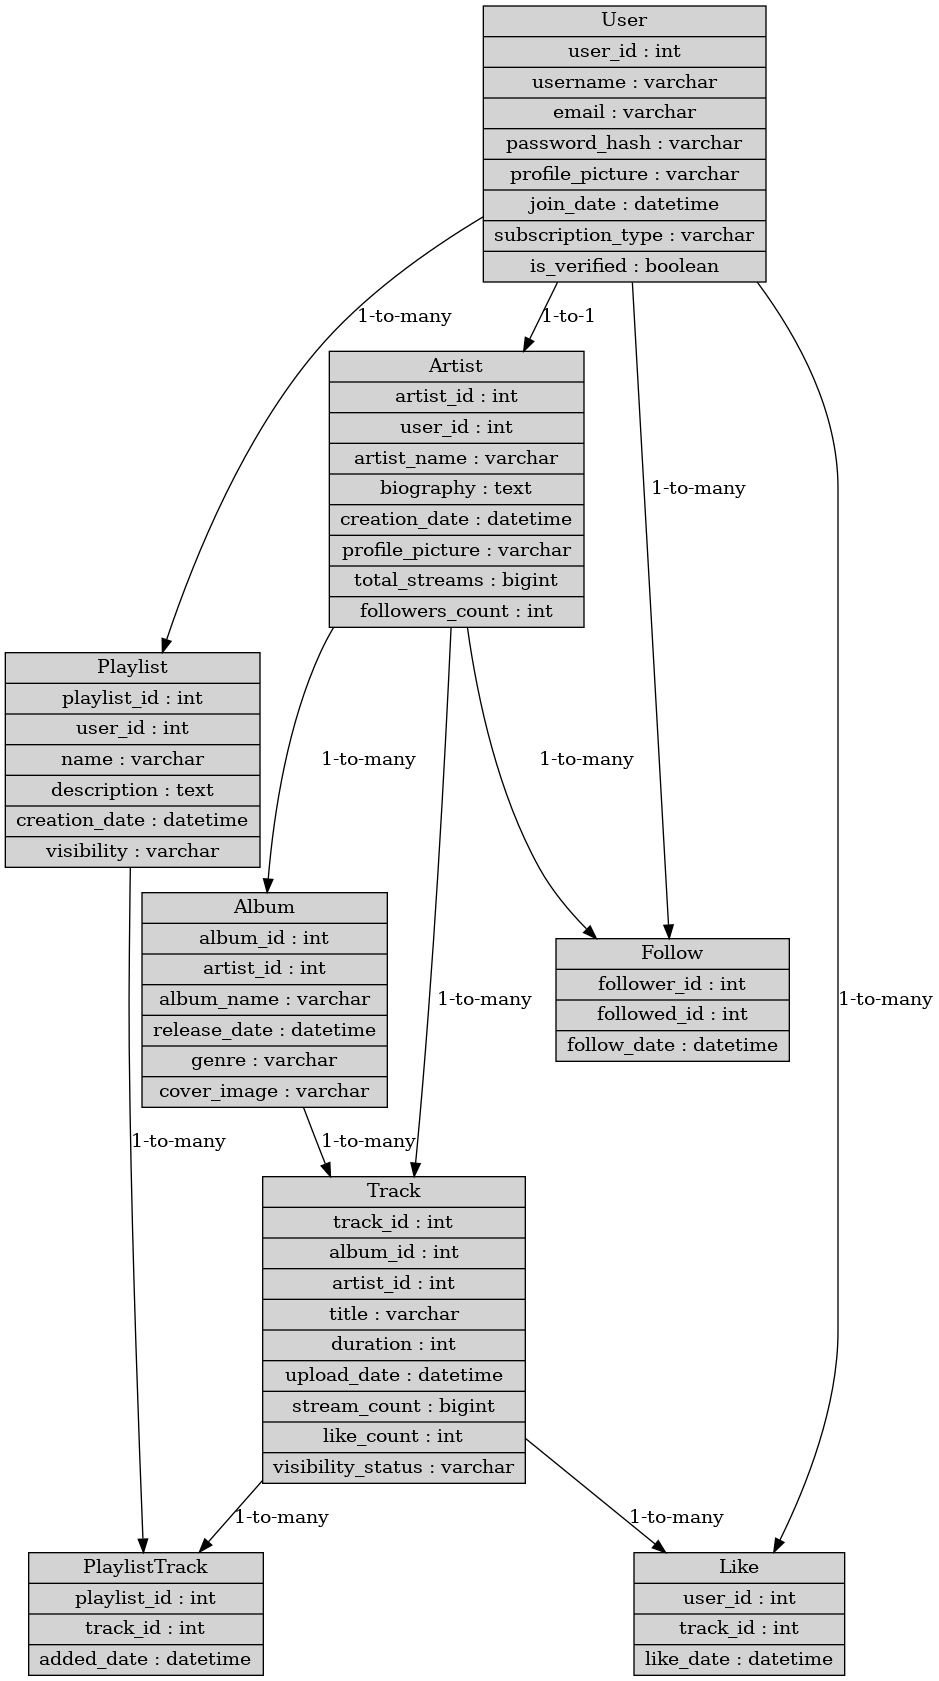 User
user_id : int
username : varchar
email : varchar
password_hash : varchar
profile_picture : varchar
join_date : datetime
subscription_type : varchar
is_verified : boolean
1-to-many
1-to-1
Artist
artist_id : int
user_id : int
artist_name : varchar
biography : text
creation_date : datetime
profile_picture : varchar
total_streams : bigint
followers_count : int
1-to-many
Playlist
playlist_id : int
user_id : int
name : varchar
description : text
creation_date : datetime
visibility : varchar
1-to-many
1-to-many
Album
album_id : int
artist_id : int
album_name : varchar
release_date : datetime
genre : varchar
cover_image : varchar
1-to-many
Follow
follower_id : int
followed_id : int
follow_date : datetime
1-to-many
1-to-many
1-to-many
Track
track_id : int
album_id : int
artist_id : int
title : varchar
duration : int
upload_date : datetime
stream_count : bigint
like_count : int
visibility_status : varchar
1-to-many
1-to-many
PlaylistTrack
playlist_id : int
track_id : int
added_date : datetime
Like
user_id : int
track_id : int
like_date : datetime